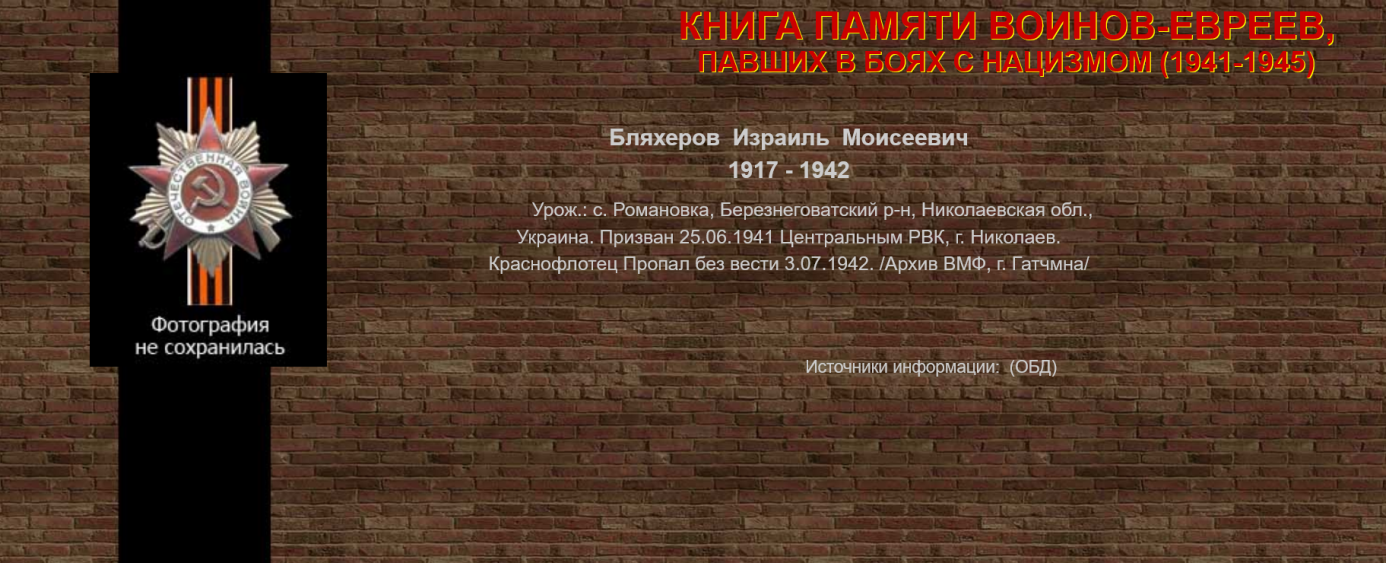 КНИГА ПАМЯТИ ВОИНОВ-ЕВРЕЕВ,
ПАВШИХ В БОЯХ С НАЦИЗМОМ (1941-1945)
Бляхеров Израиль Моисеевич
1917 - 1942
Урож.: с. Романовка, Березнеговатский р-н, Николаевская обл.,
Украина. Призван 25.06.1941 Центральным РВК, г. Николаев.
Краснофлотец Пропал без вести 3.07.1942. /Архив ВМФ, г. Гатчмна/
ОТЕЧЕСТВЕННАЯ ВОЙНА
Фотография
не сохранилась
Источники информации: (ОБД)